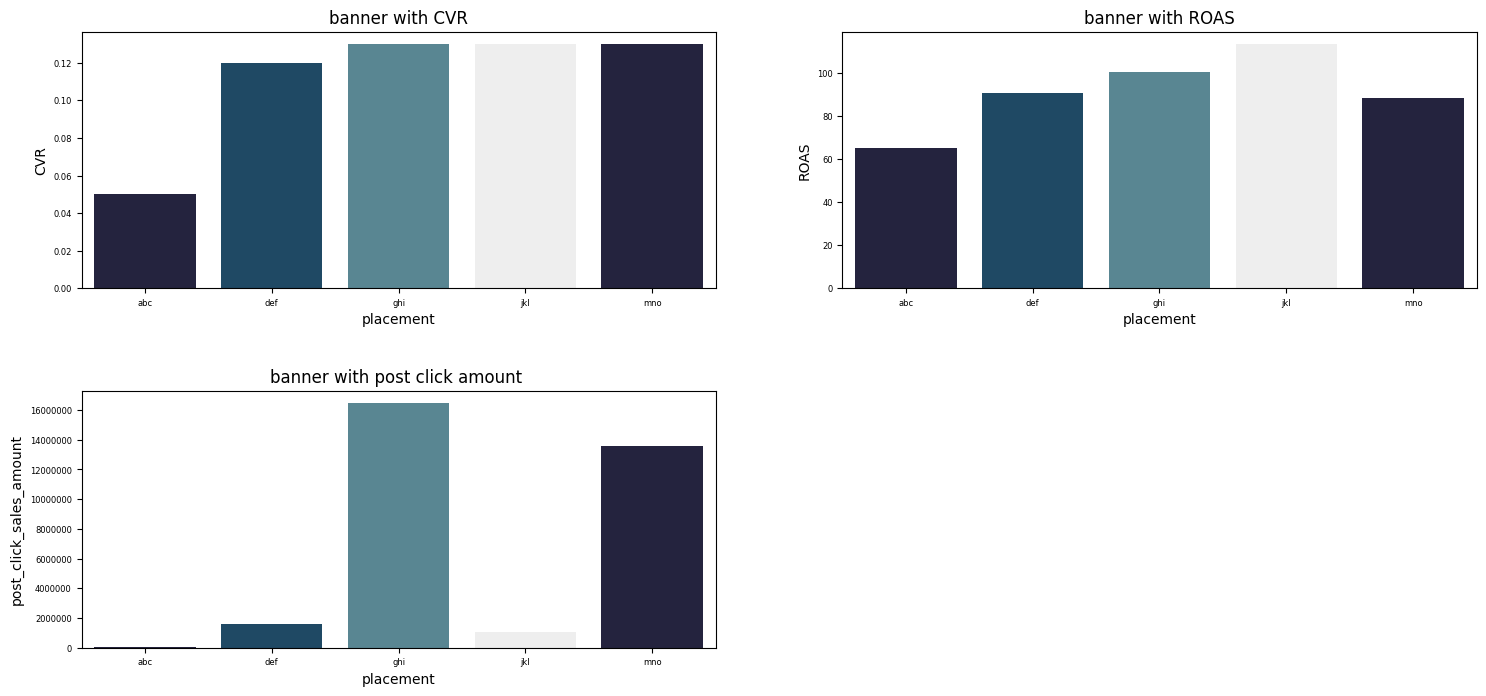 banner with CVR
CVR
0.12
0.10
0.08
0.06
0.04
0.02
0.00
abc def ghi jkl mno
placement
banner with ROAS
ROAS
100
80
60
40
20
0
abc def ghi jkl mno
placement
banner with post click amount
post_click_sales_amount
16000000
14000000
12000000
10000000
8000000
6000000
4000000
2000000
0
abc def ghi jkl mno
placement